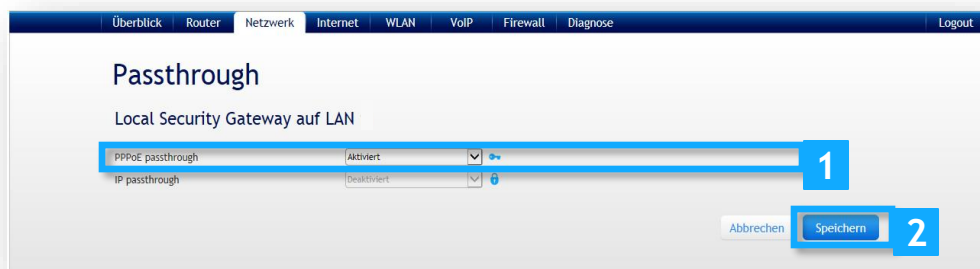 Überblick Router Netzwerk Internet WLAN VoIP Firewall Diagnose Logout
Passthrough
Local Security Gateway auf LAN
PPPoE passthrough Aktiviert 1
IP passthrough Deaktiviert
Abbrechen Speichern 2